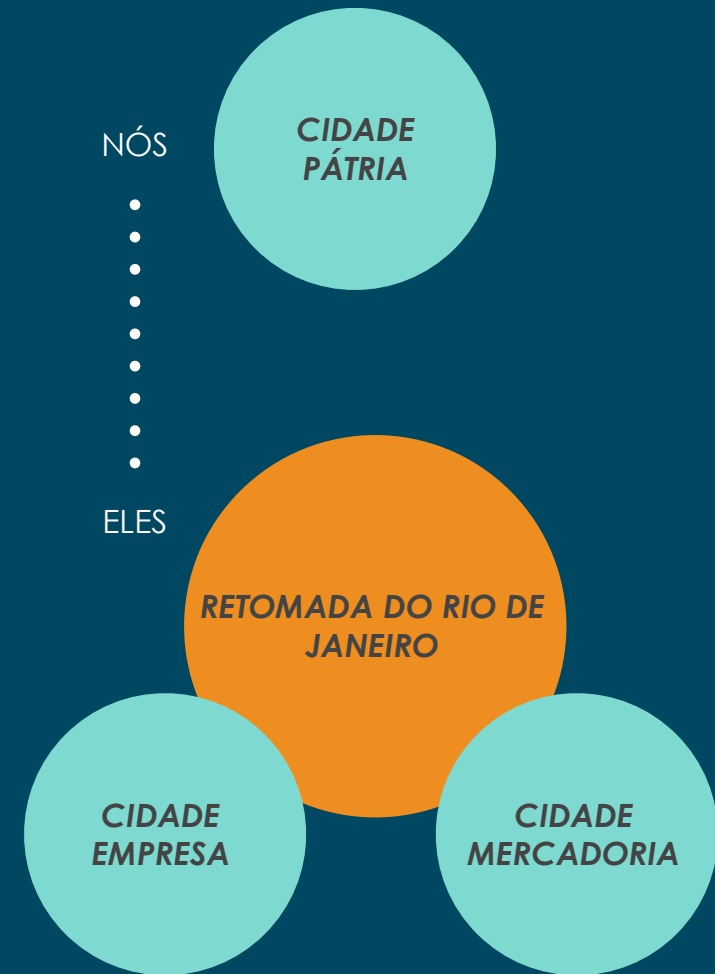 CIDADE
PÁTRIA
NÓS
ELES
RETOMADA DO RIO DE
JANEIRO
CIDADE
EMPRESA
CIDADE
MERCADORIA